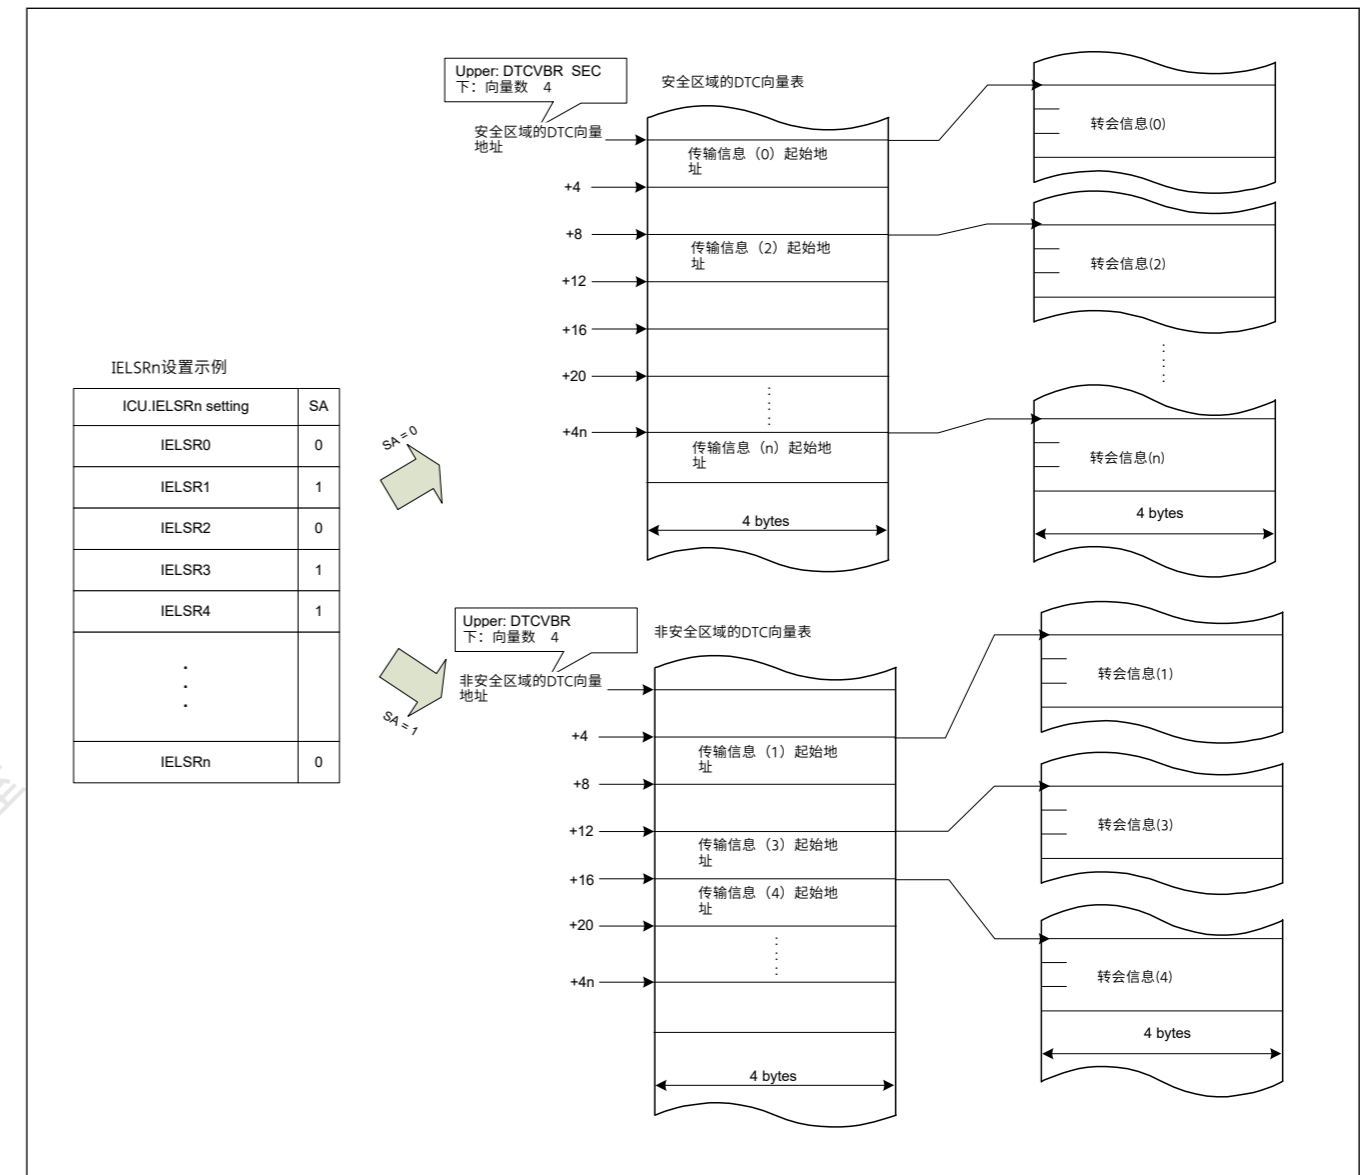 Upper: DTCVBR SEC
下：向量数 4
安全区域的DTC向量表
安全区域的DTC向量
地址
传输信息（0）起始地
址
+4
+8
传输信息（2）起始地
址
+12
+16
+20
+4n
传输信息（n）起始地
址
4 bytes
转会信息(0)
转会信息(2)
转会信息(n)
4 bytes
IELSRn设置示例
ICU.IELSRn setting SA
IELSR0 0
IELSR1 1
IELSR2 0
IELSR3 1
IELSR4 1
IELSRn 0
SA = 0
SA = 1
Upper: DTCVBR
下：向量数 4
非安全区域的DTC向量表
非安全区域的DTC向量
地址
+4
传输信息（1）起始地
址
+8
+12
传输信息（3）起始地
址
+16
传输信息（4）起始地
址
+20
+4n
4 bytes
转会信息(1)
转会信息(3)
转会信息(4)
4 bytes